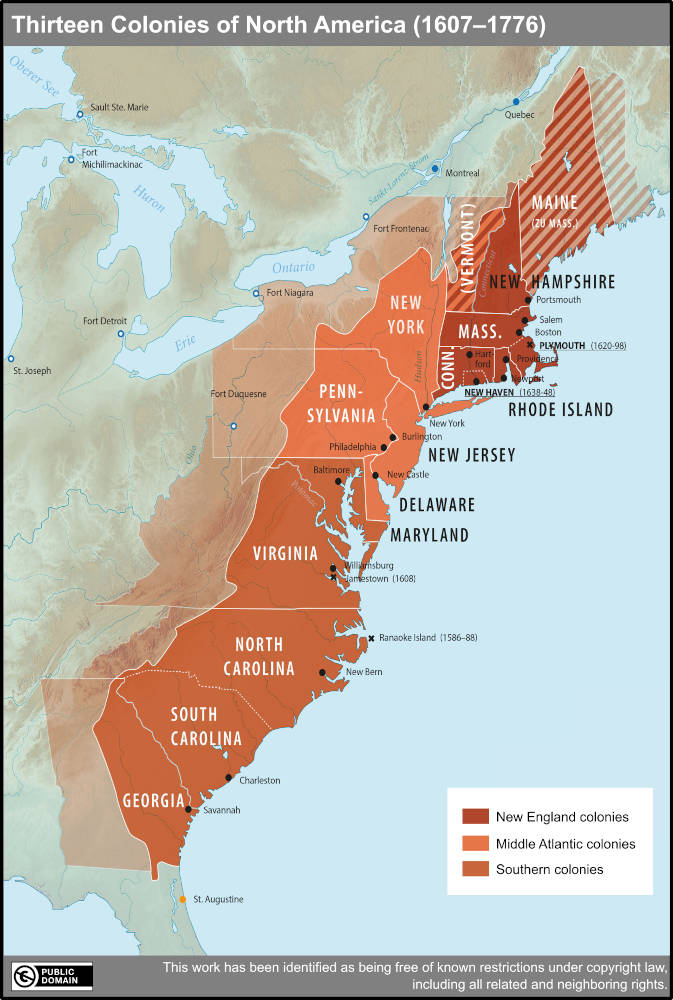 Thirteen Colonies of North America (1607–1776)
Oberer See
Sault Ste. Marie
Quebec
Fort
Michilimackinac
Montreal
Sankt-Lorenz-Strom
Huron
MAINE
(ZU MASS.)
(VERMONT)
Fort Frontenac
Connecticut
Ontario
NEW HAMPSHIRE
Fort Niagara
Portsmouth
NEW
YORK
Salem
Fort Detroit
MASS.
Boston
Erie
PLYMOUTH (1620-98)
Hart-
ford
Providence
St. Joseph
CONN.
Hudson
Newport
NEW HAVEN (1638-48)
Fort Duquesne
PENN-
SYLVANIA
RHODE ISLAND
New York
Burlington
Philadelphia
NEW JERSEY
Ohio
Baltimore
New Castle
Potomac
DELAWARE
MARYLAND
VIRGINIA
Williamsburg
Jamestown (1608)
Ranaoke Island (1586–88)
NORTH
CAROLINA
New Bern
SOUTH
CAROLINA
Charleston
GEORGIA
Savannah
New England colonies
Middle Atlantic colonies
Southern colonies
St. Augustine
PUBLIC
DOMAIN
This work has been identified as being free of known restrictions under copyright law,
including all related and neighboring rights.